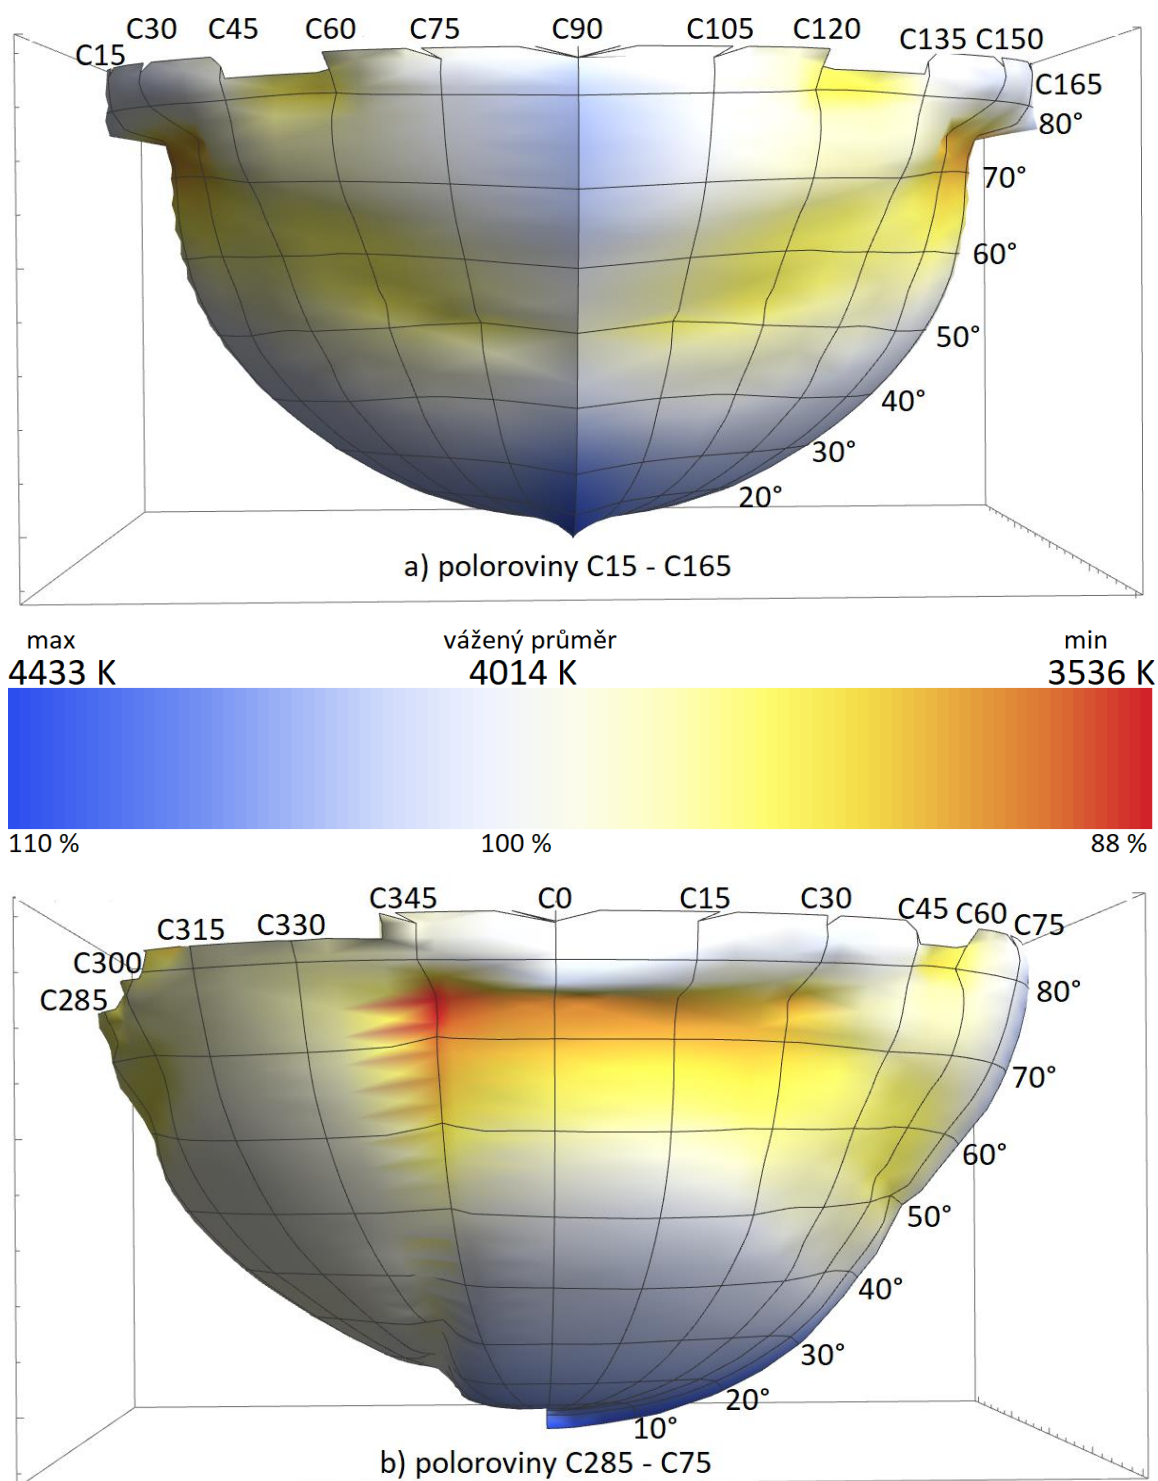 C15 C30 C45 C60 C75 C90 C105 C120 C135 C150
C165
80°
70°
60°
50°
40°
30°
20°
a) poloroviny C15 - C165
max vážený průměr min
4433 K 4014 K 3536 K
110 % 100 % 88 %
C345 C0 C15 C30
C315 C330 C45 C60 C75
C300
C285 80°
70°
60°
50°
40°
30°
20°
10°
b) poloroviny C285 - C75